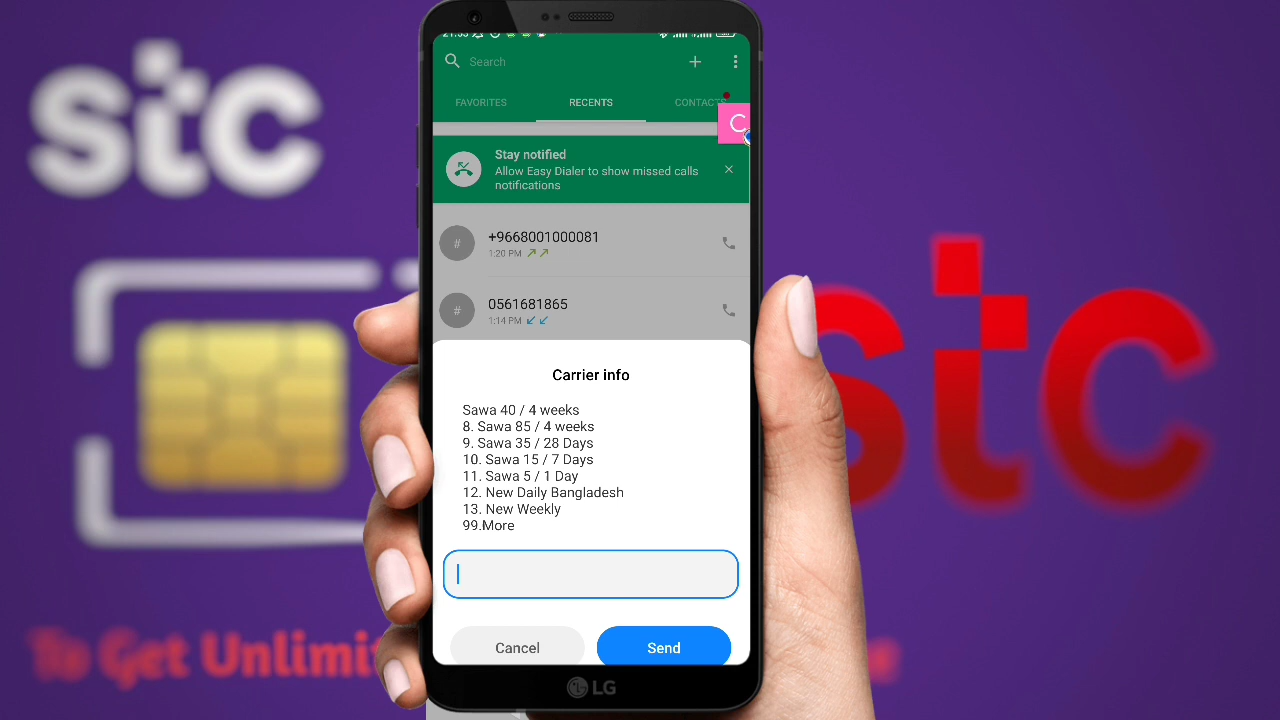 stc
stc
Search
FAVORITES
RECENTS
CONTACTS
C
Stay notified
Allow Easy Dialer to show missed calls
notifications
#
+9668001000081
1:20 PM
#
0561681865
1:14 PM
Carrier info
Sawa 40 / 4 weeks
8. Sawa 85 / 4 weeks
9. Sawa 35 / 28 Days
10. Sawa 15 / 7 Days
11. Sawa 5 / 1 Day
12. New Daily Bangladesh
13. New Weekly
99.More
Cancel
Send
To Get Unlimi
LG